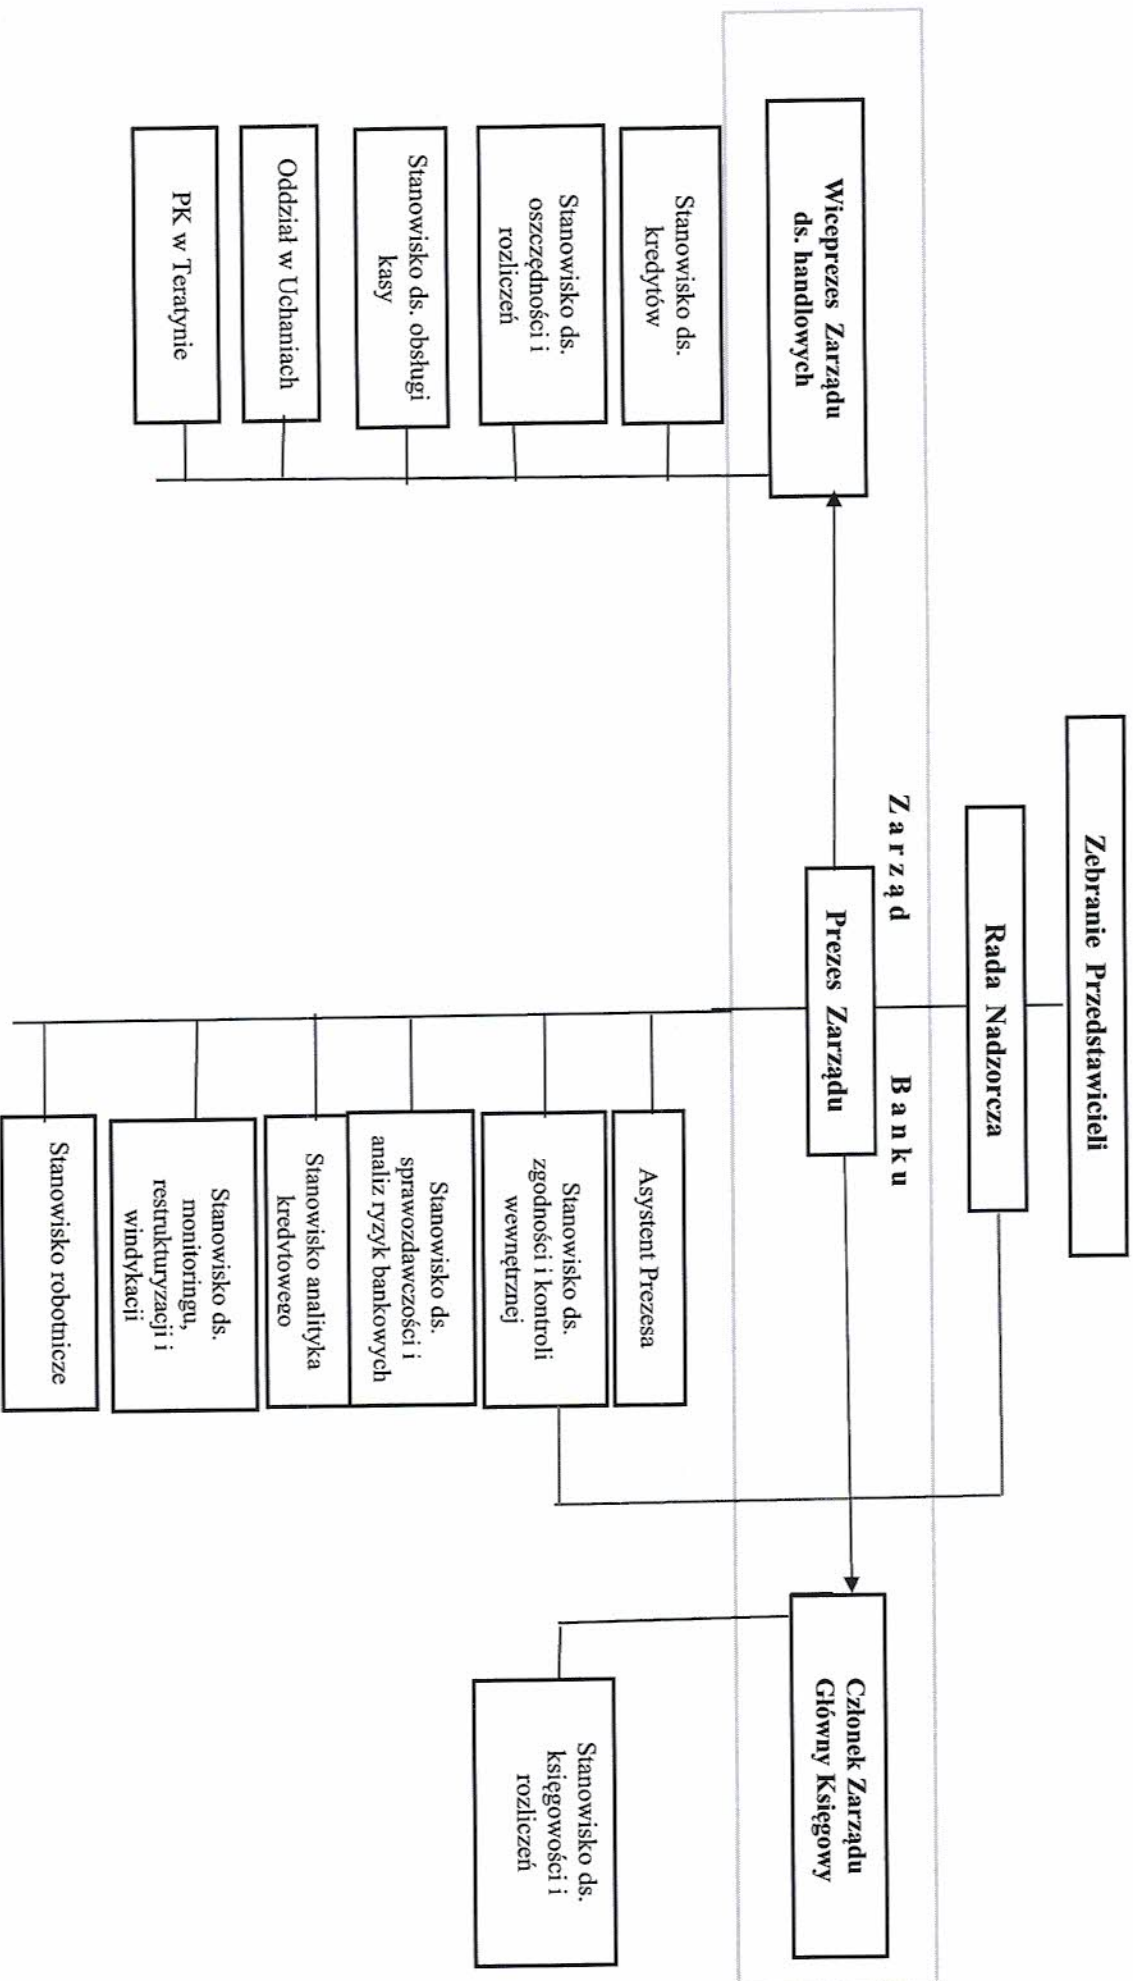 Zebranie Przedstawicieli
Rada Nadzorcza
Zarząd Banku
Wiceprezes Zarządu
ds. handlowych
Prezes Zarządu
Członek Zarządu
Główny Księgowy
Stanowisko ds.
kredytów
Stanowisko ds.
oszczędności i
rozliczeń
Stanowisko ds. obsługi
kasy
Oddział w Uchaniach
PK w Teratynie
Asystent Prezesa
Stanowisko ds.
zgodności i kontroli
wewnętrznej
Stanowisko ds.
sprawozdawczości i
analiz ryzyk bankowych
Stanowisko analityka
kredytowego
Stanowisko ds.
monitoringu,
restrukturyzacji i
windykacji
Stanowisko robotnicze
Stanowisko ds.
księgowości i
rozliczeń